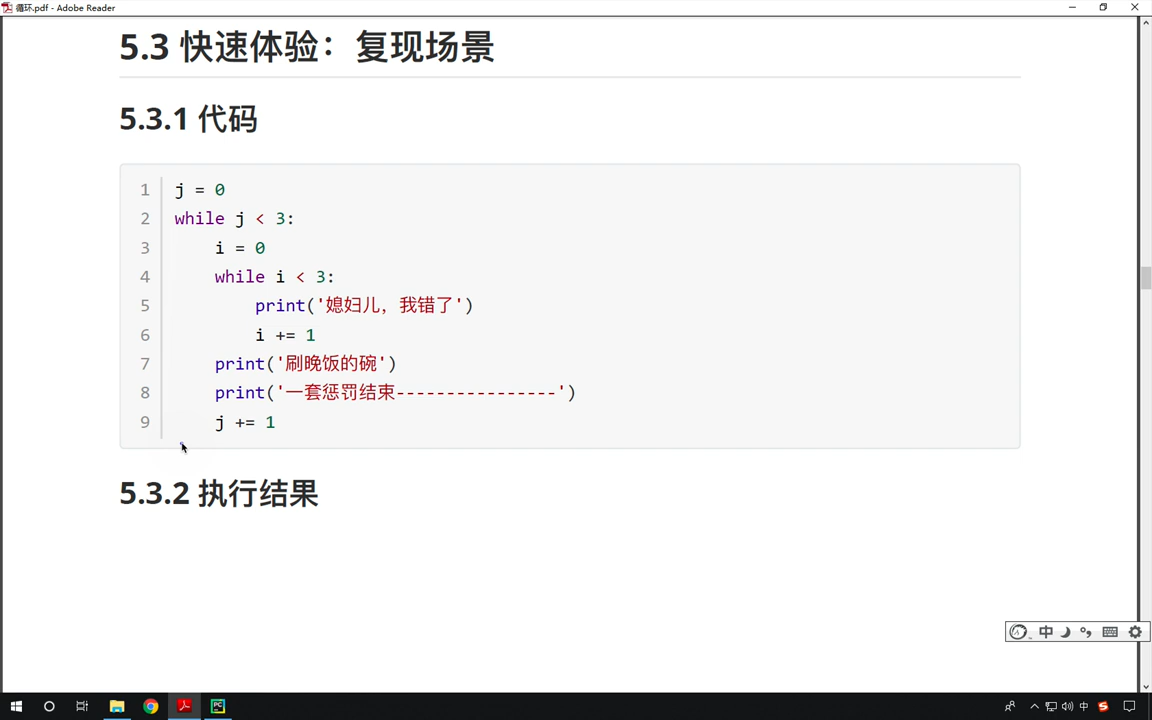 循环.pdf - Adobe Reader
5.3 快速体验：复现场景
5.3.1 代码
1 j = 0
2 while j < 3:
3     i = 0
4     while i < 3:
5         print('媳妇儿，我错了')
6         i += 1
7     print('刷晚饭的碗')
8     print('一套惩罚结束----------------')
9     j += 1
5.3.2 执行结果
中
中